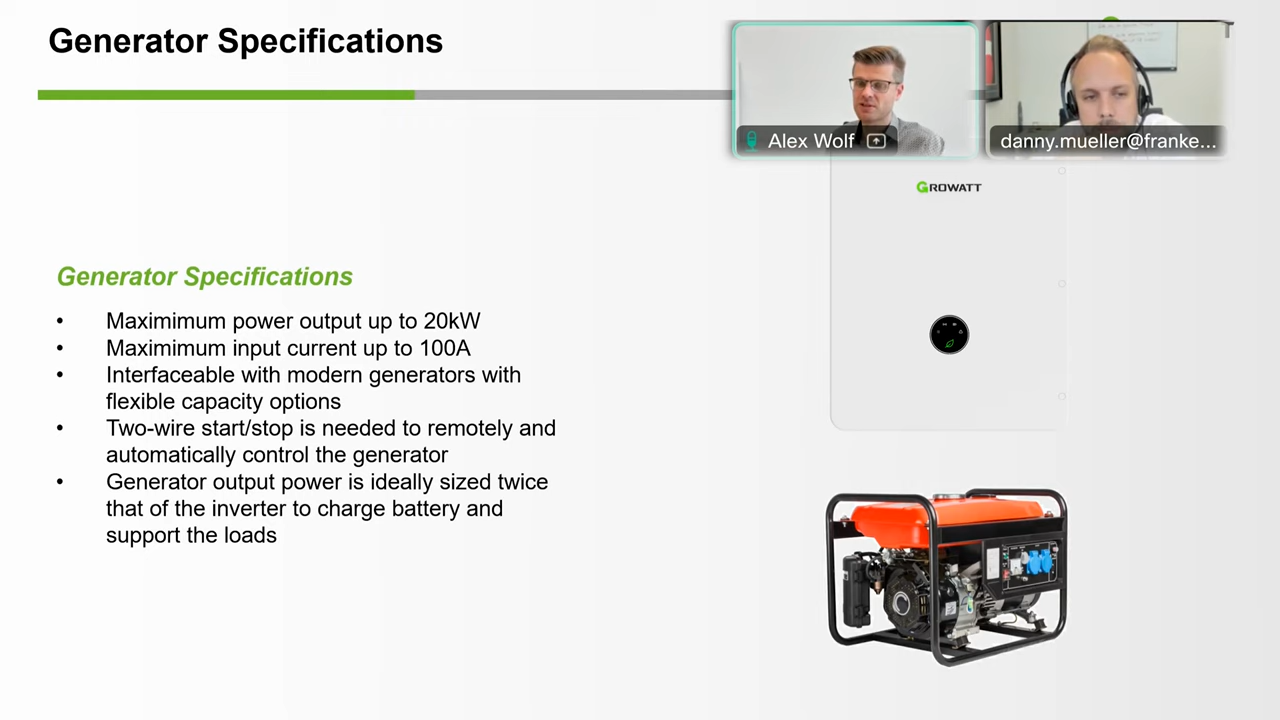 Generator Specifications
Alex Wolf
danny.mueller@franke...
GROWATT
Generator Specifications
• Maximimum power output up to 20kW
• Maximimum input current up to 100A
• Interfaceable with modern generators with
flexible capacity options
• Two-wire start/stop is needed to remotely and
automatically control the generator
• Generator output power is ideally sized twice
that of the inverter to charge battery and
support the loads